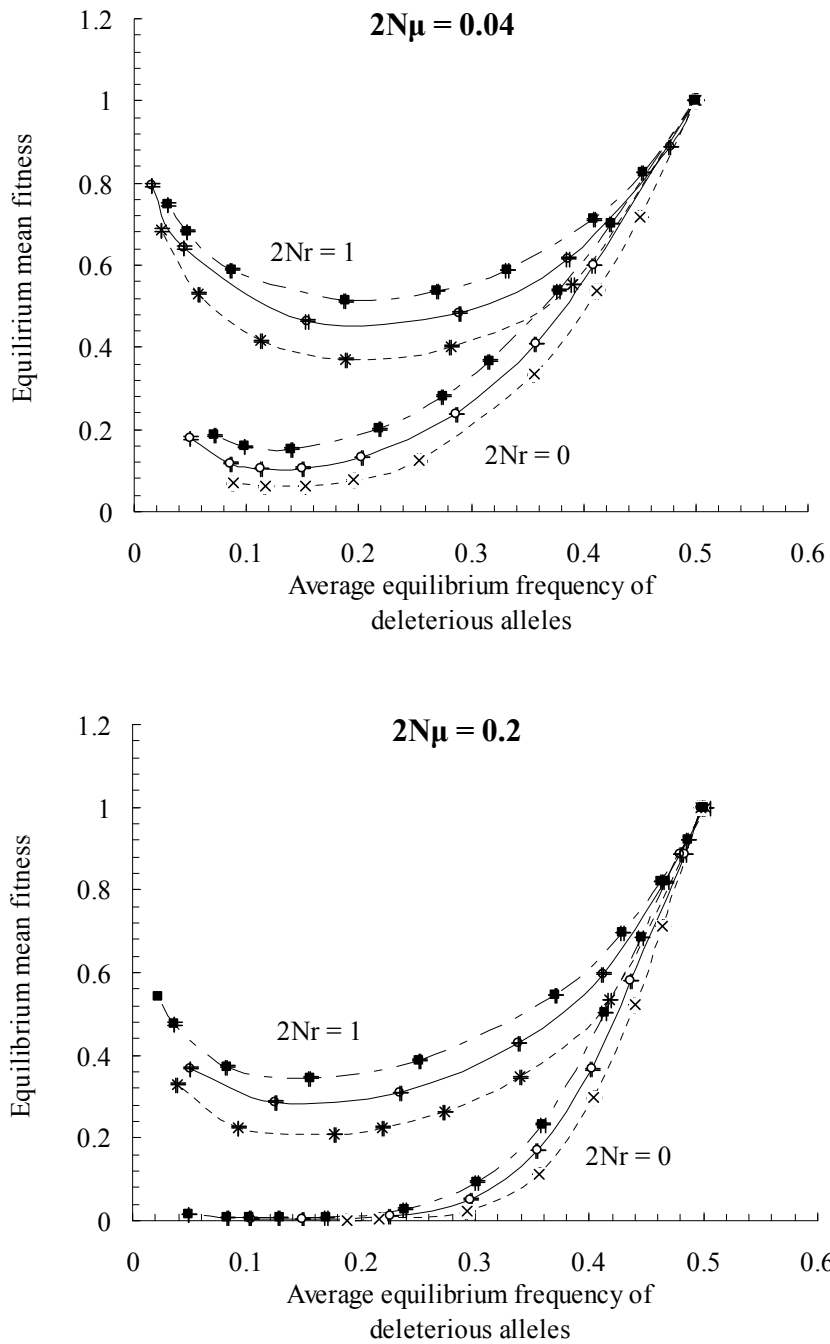 2Nμ = 0.04
1.2
1
0.8
0.6
0.4
0.2
0
Equilirium mean fitness
2Nr = 1
2Nr = 0
0 0.1 0.2 0.3 0.4 0.5 0.6
Average equilibrium frequency of
deleterious alleles
2Nμ = 0.2
1.2
1
0.8
0.6
0.4
0.2
0
Equilibrium mean fitness
2Nr = 1
2Nr = 0
0 0.1 0.2 0.3 0.4 0.5 0.6
Average equilibrium frequency of
deleterious alleles